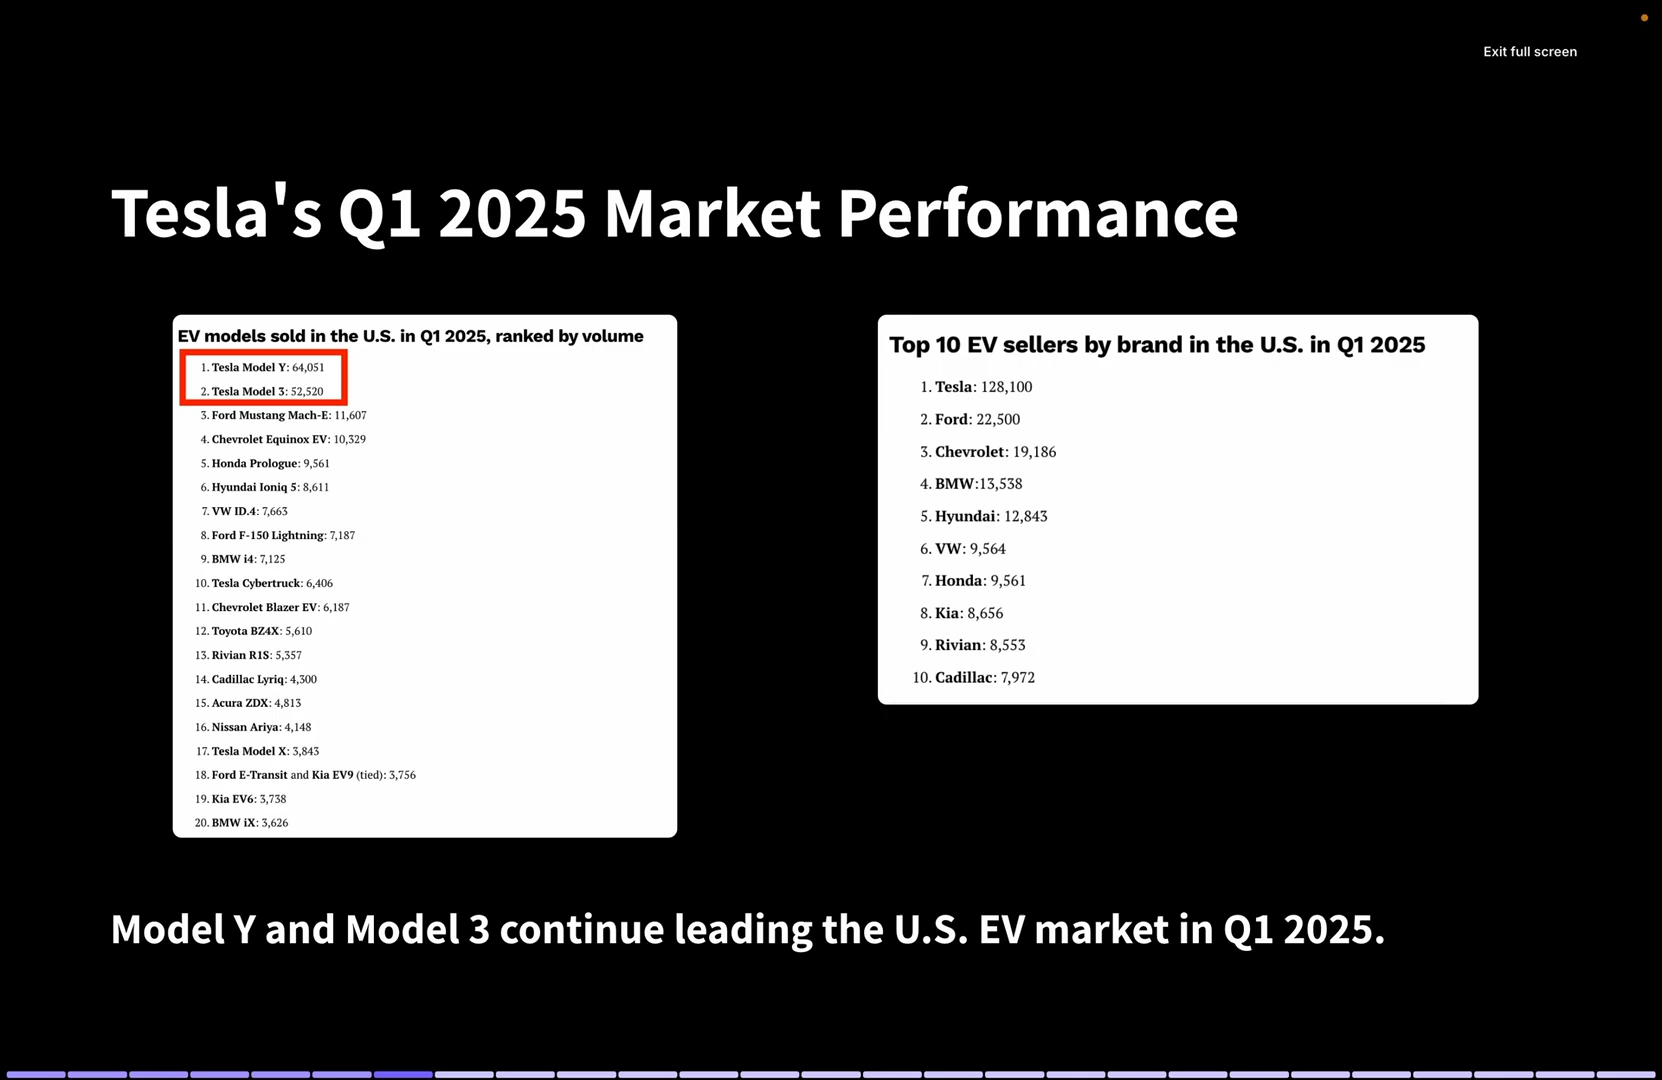 Exit full screen
Tesla's Q1 2025 Market Performance
EV models sold in the U.S. in Q1 2025, ranked by volume
1. Tesla Model Y: 64,051
2. Tesla Model 3: 52,520
3. Ford Mustang Mach-E: 11,607
4. Chevrolet Equinox EV: 10,329
5. Honda Prologue: 9,561
6. Hyundai Ioniq 5: 8,611
7. VW ID.4: 7,663
8. Ford F-150 Lightning: 7,187
9. BMW i4: 7,125
10. Tesla Cybertruck: 6,406
11. Chevrolet Blazer EV: 6,187
12. Toyota BZ4X: 5,610
13. Rivian R1S: 5,357
14. Cadillac Lyriq: 4,300
15. Acura ZDX: 4,813
16. Nissan Ariya: 4,148
17. Tesla Model X: 3,843
18. Ford E-Transit and Kia EV9 (tied): 3,756
19. Kia EV6: 3,738
20. BMW iX: 3,626
Top 10 EV sellers by brand in the U.S. in Q1 2025
1. Tesla: 128,100
2. Ford: 22,500
3. Chevrolet: 19,186
4. BMW:13,538
5. Hyundai: 12,843
6. VW: 9,564
7. Honda: 9,561
8. Kia: 8,656
9. Rivian: 8,553
10. Cadillac: 7,972
Model Y and Model 3 continue leading the U.S. EV market in Q1 2025.